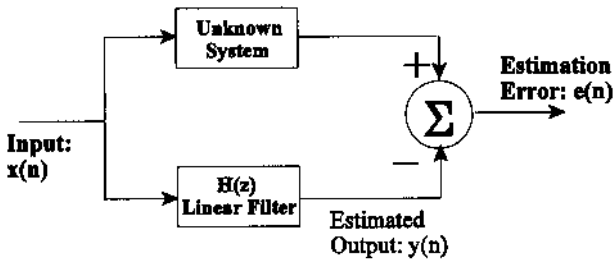 Unknown
System
+
Estimation
Error: e(n)
Σ
Input:
x(n)
−
H(z)
Linear Filter
Estimated
Output: y(n)